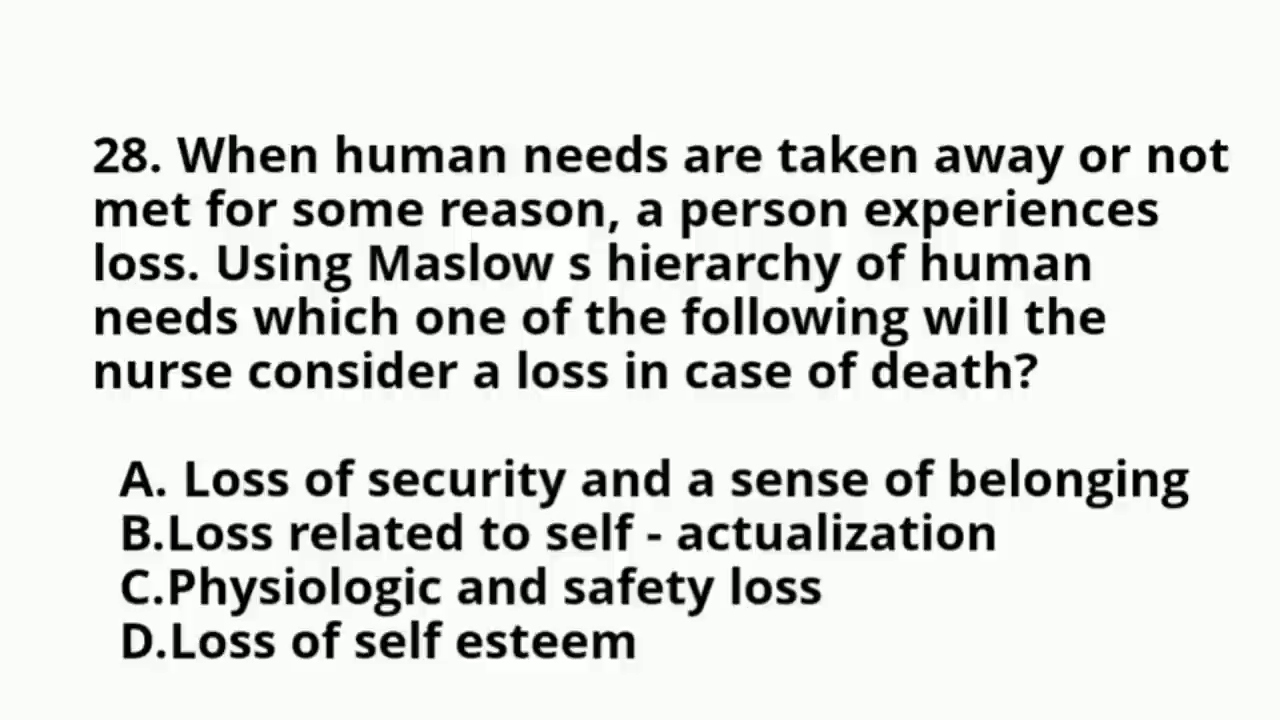 28. When human needs are taken away or not
met for some reason, a person experiences
loss. Using Maslow s hierarchy of human
needs which one of the following will the
nurse consider a loss in case of death?
A. Loss of security and a sense of belonging
B.Loss related to self - actualization
C.Physiologic and safety loss
D.Loss of self esteem